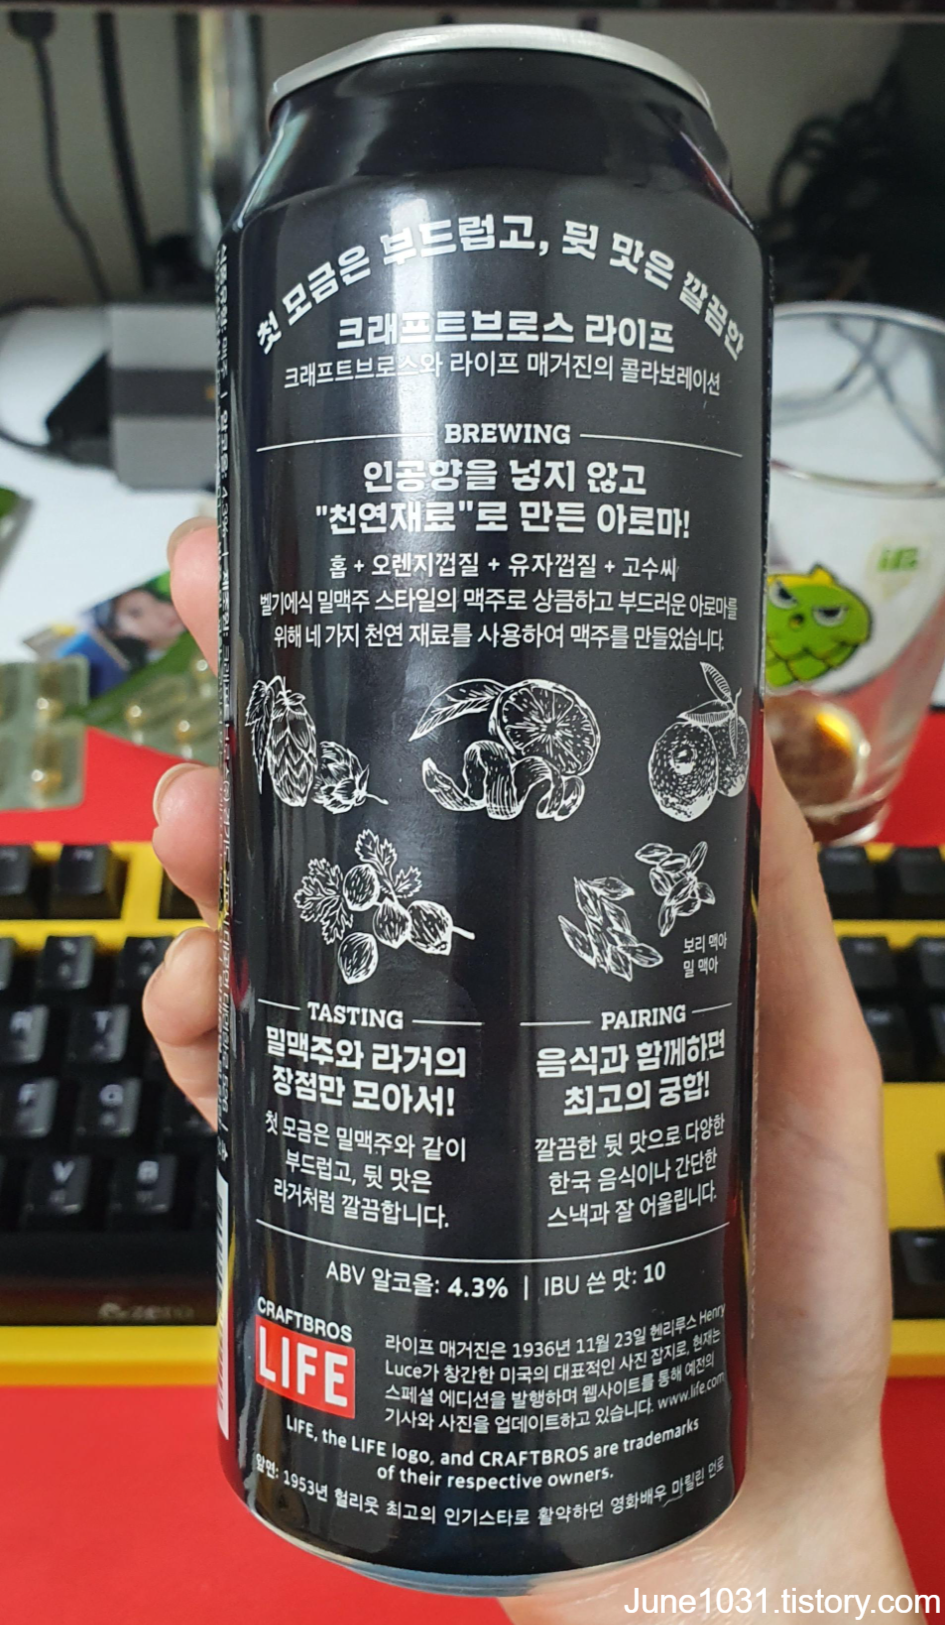 첫 모금은 부드럽고, 뒷 맛은 깔끔한
크래프트브로스 라이프
크래프트브로스와 라이프 매거진의 콜라보레이션
BREWING
인공향을 넣지 않고
"천연재료"로 만든 아로마!
홉 + 오렌지껍질 + 유자껍질 + 고수씨
벨기에식 밀맥주 스타일의 맥주로 상큼하고 부드러운 아로마를
위해 네 가지 천연 재료를 사용하여 맥주를 만들었습니다.
보리 맥아
밀 맥아
TASTING
밀맥주와 라거의
장점만 모아서!
첫 모금은 밀맥주와 같이
부드럽고, 뒷 맛은
라거처럼 깔끔합니다.
PAIRING
음식과 함께하면
최고의 궁합!
깔끔한 뒷 맛으로 다양한
한국 음식이나 간단한
스낵과 잘 어울립니다.
ABV 알코올: 4.3% | IBU 쓴 맛: 10
CRAFTBROS
LIFE
라이프 매거진은 1936년 11월 23일 헨리루스 Henry
Luce가 창간한 미국의 대표적인 사진 잡지로, 현재는
스페셜 에디션을 발행하며 웹사이트를 통해 예전의
기사와 사진을 업데이트하고 있습니다. www.life.com
LIFE, the LIFE logo, and CRAFTBROS are trademarks
of their respective owners.
앞면: 1953년 헐리웃 최고의 인기스타로 활약하던 영화배우 마릴린 먼로
V
B
June1031.tistory.com